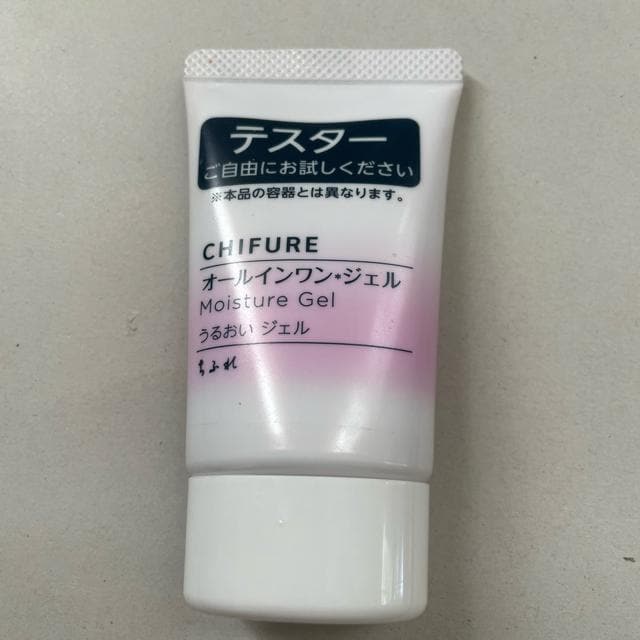 テスター
ご自由にお試しください
※本品の容器とは異なります。
CHIFURE
オールインワン*ジェル
Moisture Gel
うるおい ジェル
ちふれ